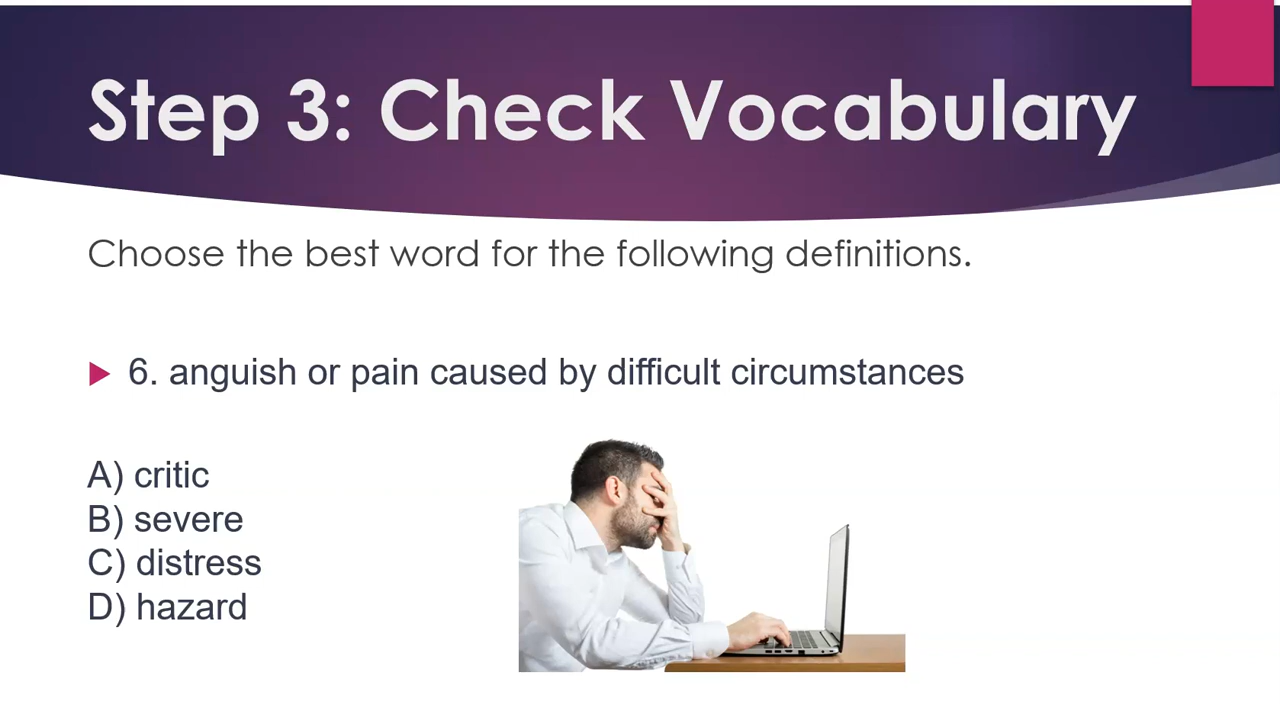 Step 3: Check Vocabulary
Choose the best word for the following definitions.
6. anguish or pain caused by difficult circumstances
A) critic
B) severe
C) distress
D) hazard